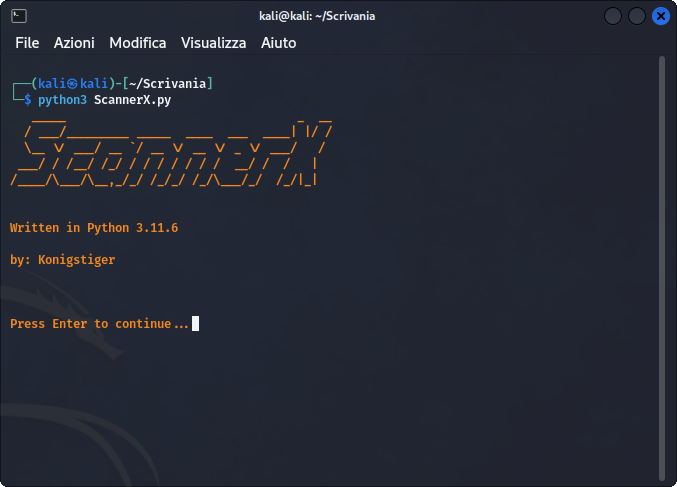 kali@kali: ~/Scrivania
File Azioni Modifica Visualizza Aiuto
┌──(kali㉿kali)-[~/Scrivania]
└─$ python3 ScannerX.py
ScannerX
Written in Python 3.11.6
by: Konigstiger
Press Enter to continue...